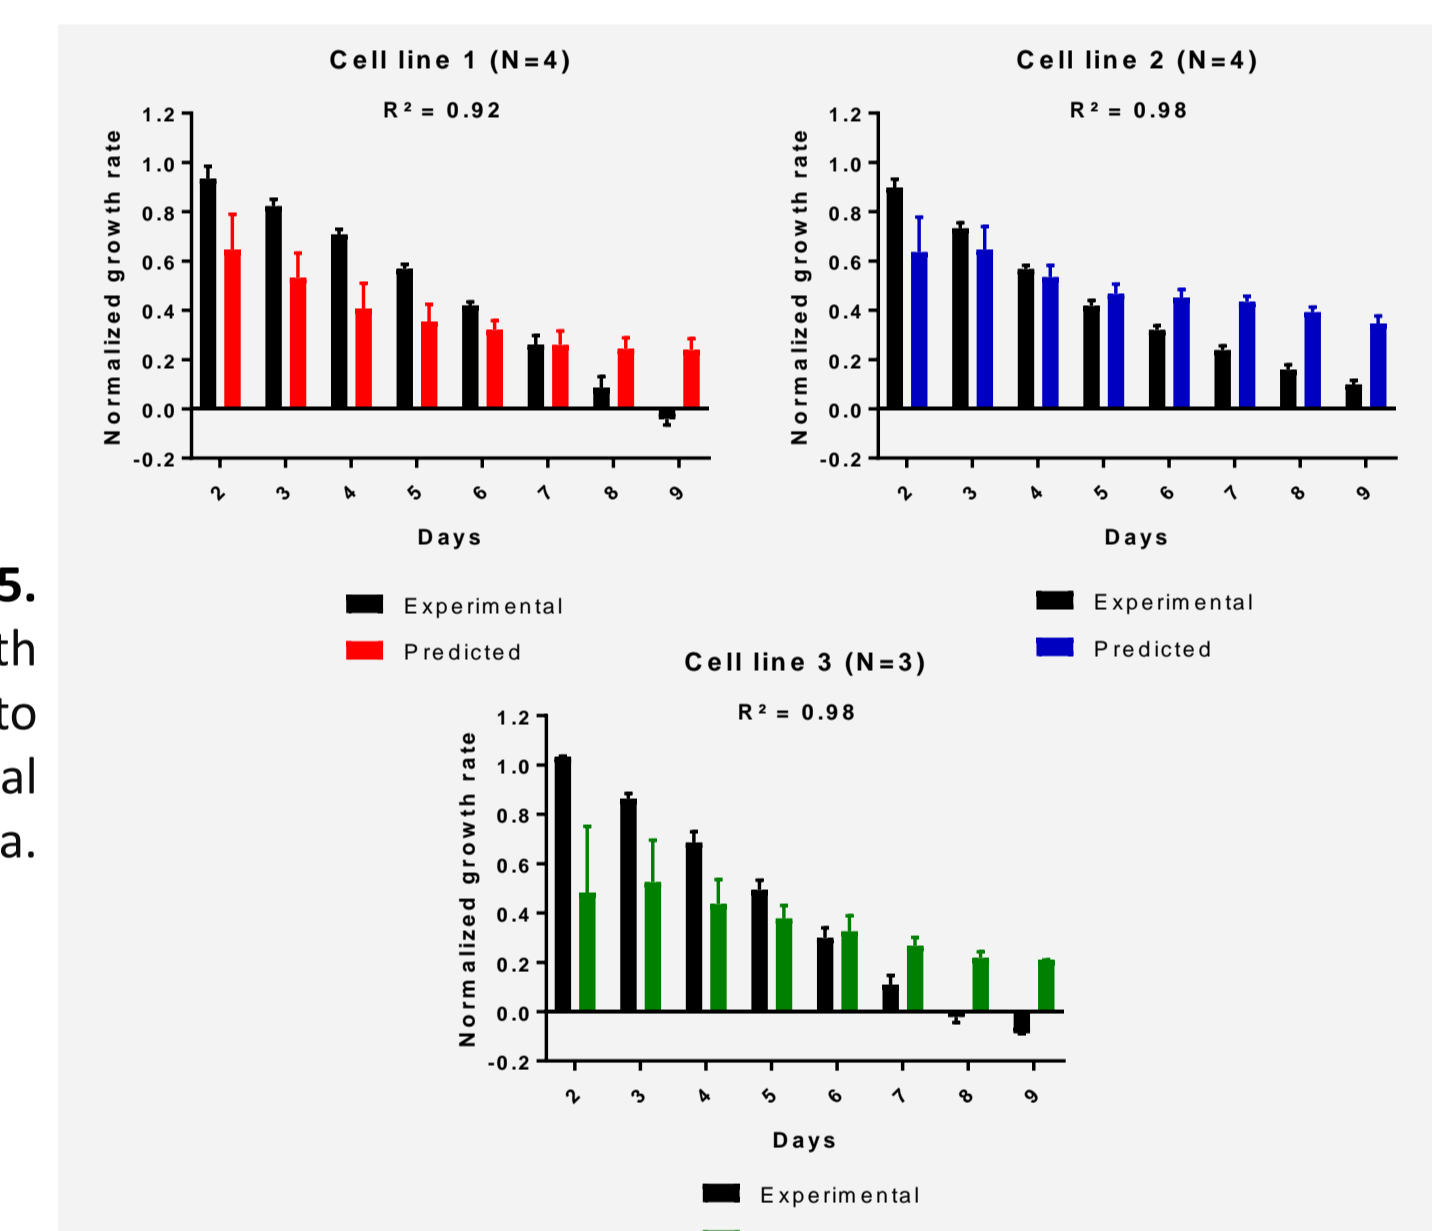 5.
th
to
al
a.
Cell line 1 (N=4)
R² = 0.92
Normalized growth rate
1.2
1.0
0.8
0.6
0.4
0.2
0.0
-0.2
2 3 4 5 6 7 8 9
Days
Experimental
Predicted
Cell line 2 (N=4)
R² = 0.98
Normalized growth rate
1.2
1.0
0.8
0.6
0.4
0.2
0.0
-0.2
2 3 4 5 6 7 8 9
Days
Experimental
Predicted
Cell line 3 (N=3)
R² = 0.98
Normalized growth rate
1.2
1.0
0.8
0.6
0.4
0.2
0.0
-0.2
2 3 4 5 6 7 8 9
Days
Experimental